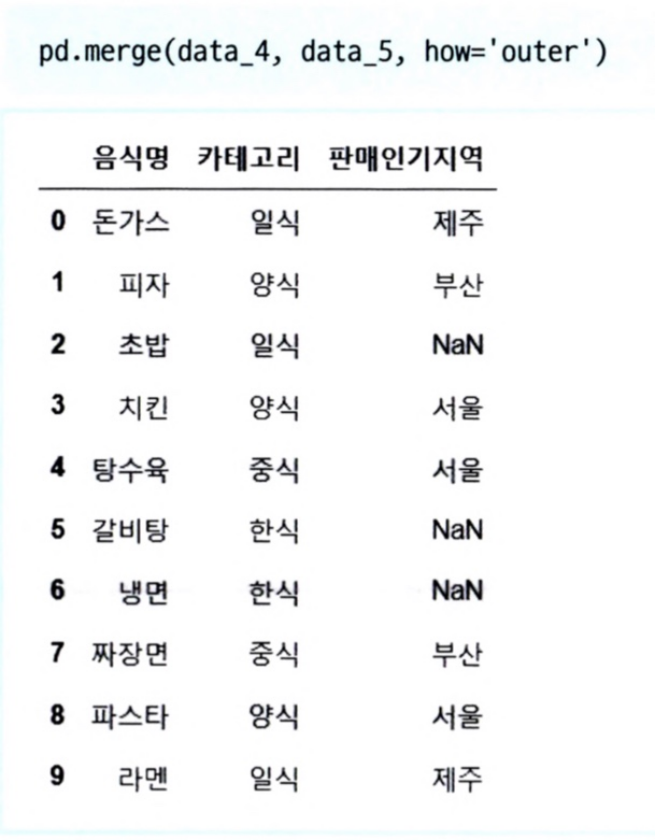 pd.merge(data_4, data_5, how='outer')
음식명 카테고리 판매인기지역
0 돈가스 일식 제주
1 피자 양식 부산
2 초밥 일식 NaN
3 치킨 양식 서울
4 탕수육 중식 서울
5 갈비탕 한식 NaN
6 냉면 한식 NaN
7 짜장면 중식 부산
8 파스타 양식 서울
9 라멘 일식 제주